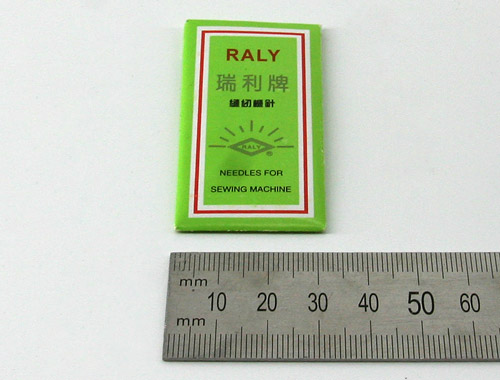 RALY
瑞利牌
縫紉機針
RALY
NEEDLES FOR
SEWING MACHINE
mm
10 20 30 40 50 60
mm